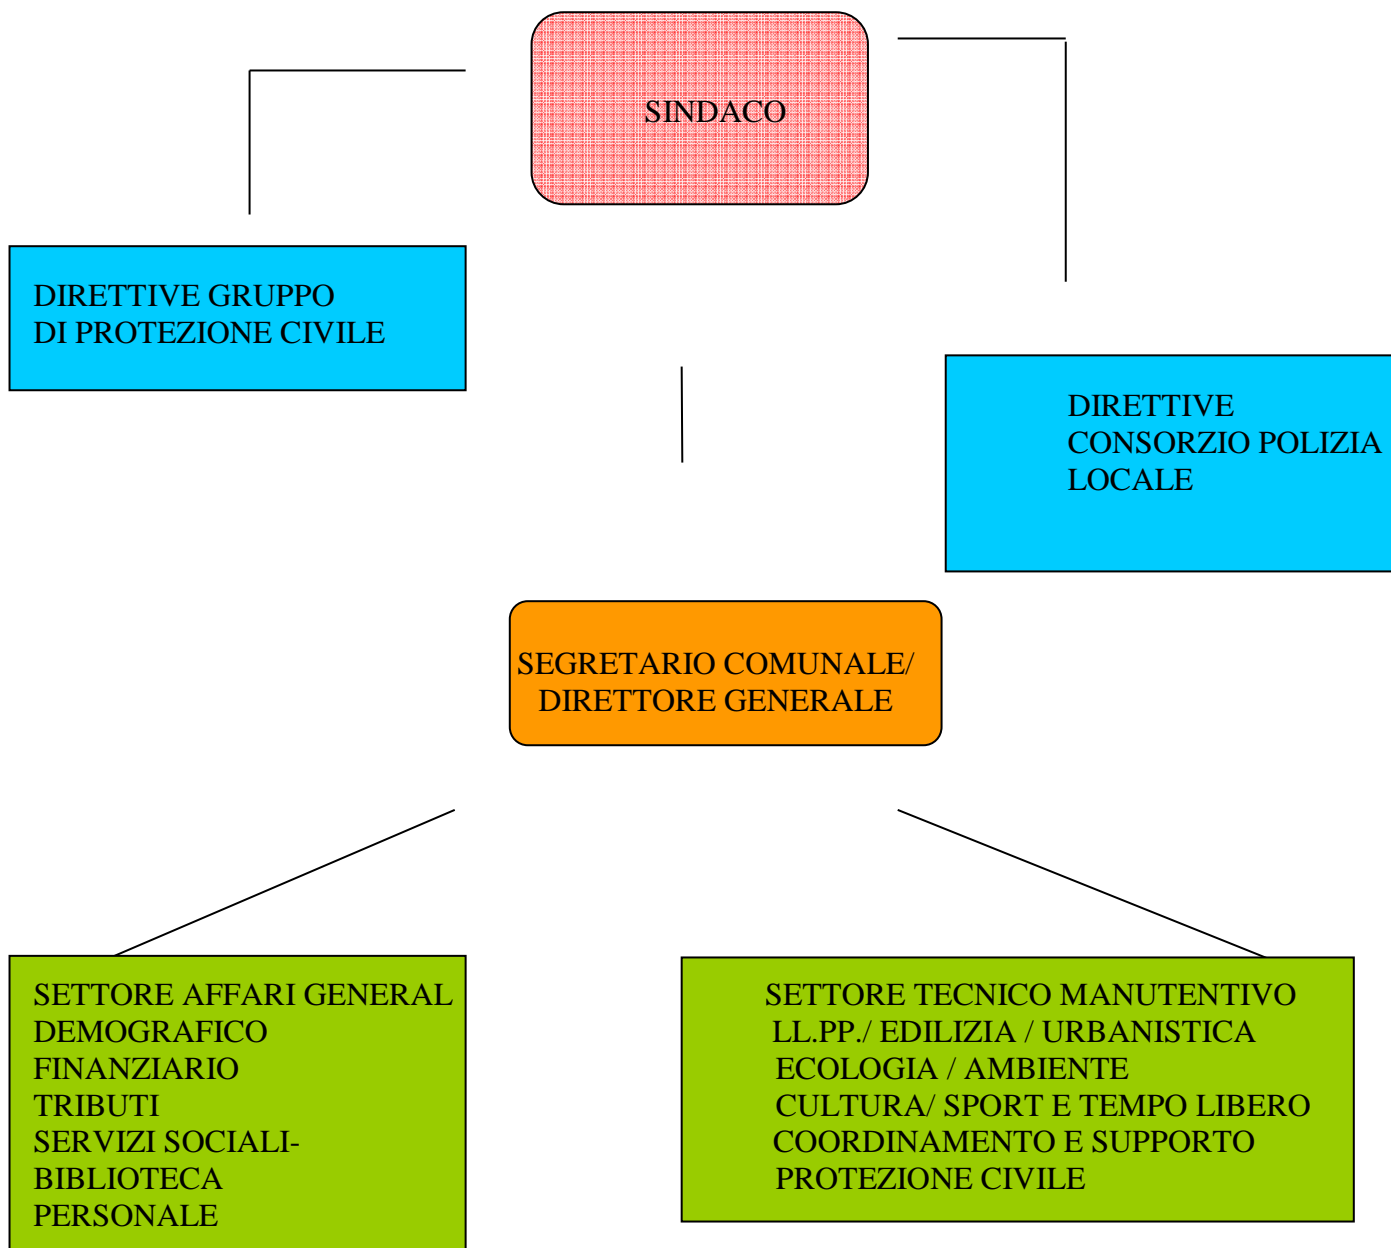 SINDACO
DIRETTIVE GRUPPO
DI PROTEZIONE CIVILE
DIRETTIVE
CONSORZIO POLIZIA
LOCALE
SEGRETARIO COMUNALE/
DIRETTORE GENERALE
SETTORE AFFARI GENERAL
DEMOGRAFICO
FINANZIARIO
TRIBUTI
SERVIZI SOCIALI-
BIBLIOTECA
PERSONALE
SETTORE TECNICO MANUTENTIVO
LL.PP./ EDILIZIA / URBANISTICA
ECOLOGIA / AMBIENTE
CULTURA/ SPORT E TEMPO LIBERO
COORDINAMENTO E SUPPORTO
PROTEZIONE CIVILE